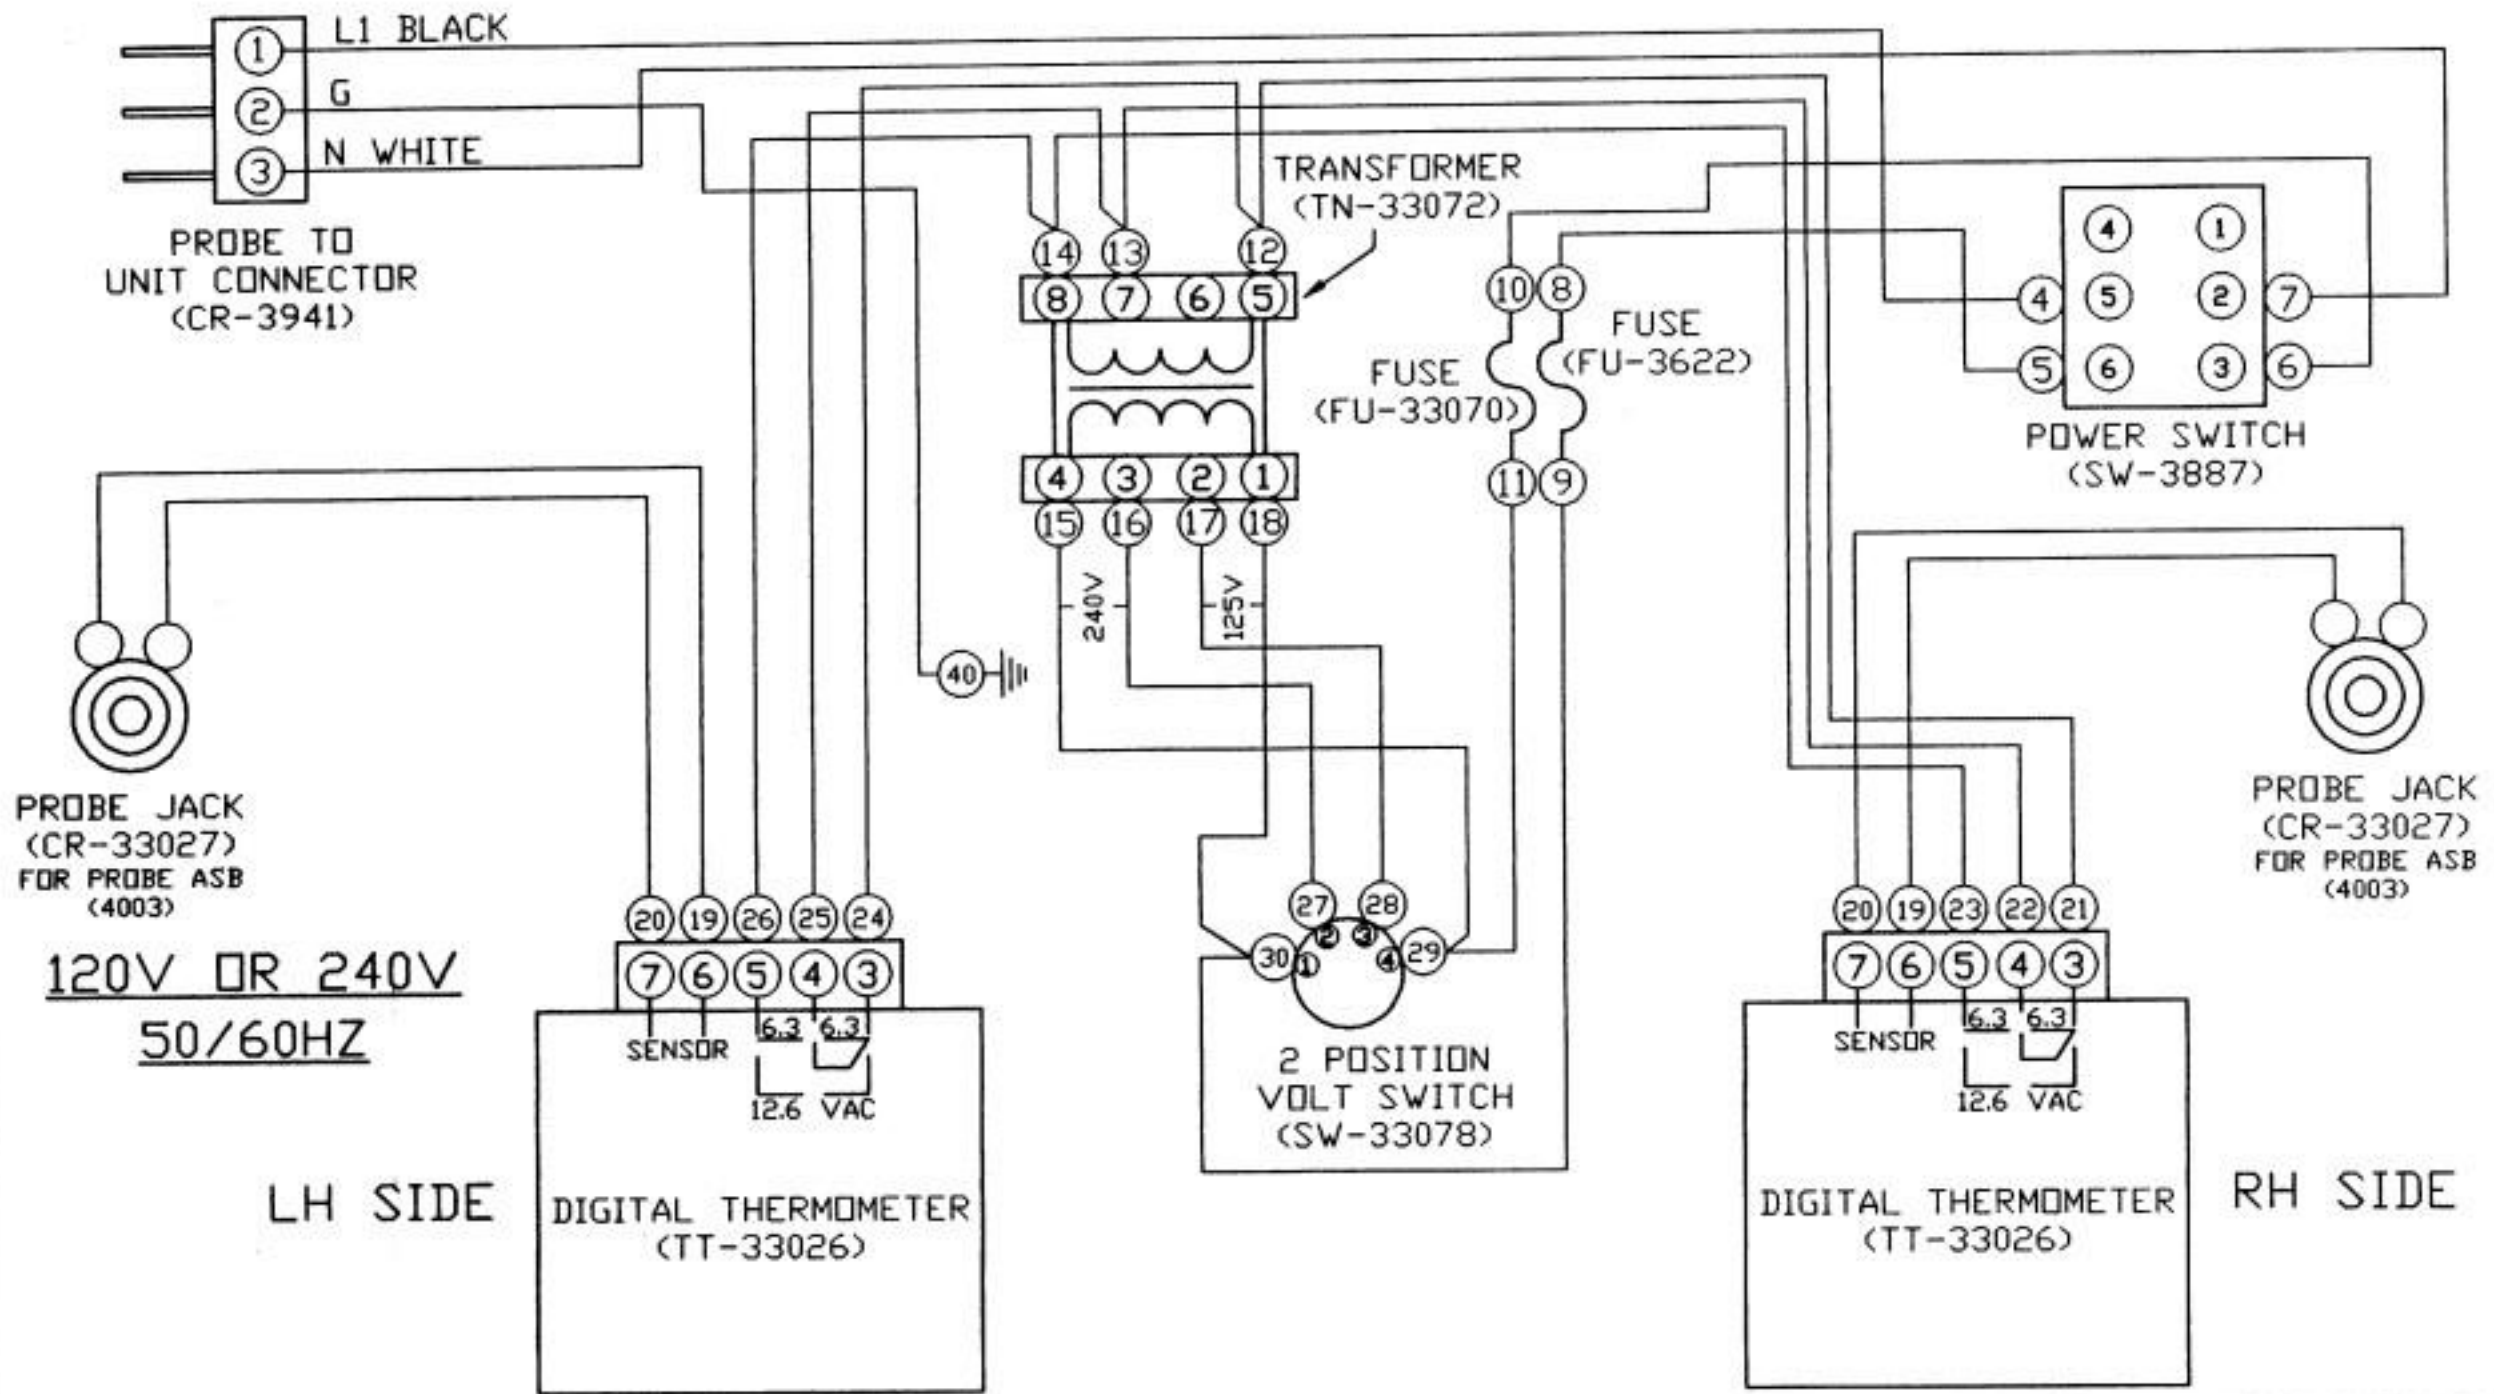 1 L1 BLACK
2 G
3 N WHITE
PROBE TO
UNIT CONNECTOR
(CR-3941)
TRANSFORMER
(TN-33072)
14 13 12
8 7 6 5
4 3 2 1
15 16 17 18
240V
125V
10 8
FUSE
(FU-3622)
FUSE
(FU-33070)
11 9
4 1
4 5 2 7
5 6 3 6
POWER SWITCH
(SW-3887)
40
PROBE JACK
(CR-33027)
FOR PROBE ASB
(4003)
120V OR 240V
50/60HZ
LH SIDE
20 19 26 25 24
7 6 5 4 3
6.3 6.3
SENSOR
12.6 VAC
DIGITAL THERMOMETER
(TT-33026)
27 28
2 3
30 1 4 29
2 POSITION
VOLT SWITCH
(SW-33078)
PROBE JACK
(CR-33027)
FOR PROBE ASB
(4003)
20 19 23 22 21
7 6 5 4 3
6.3 6.3
SENSOR
12.6 VAC
DIGITAL THERMOMETER
(TT-33026)
RH SIDE